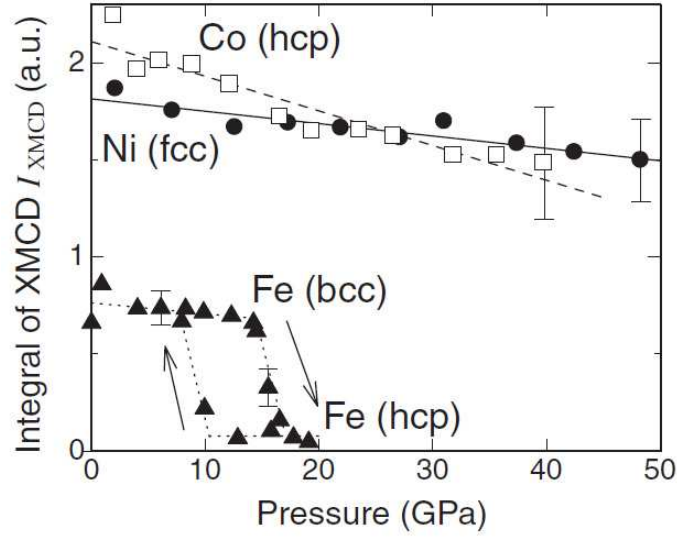 Integral of XMCD I_XMCD (a.u.)
2
1
0
Co (hcp)
Ni (fcc)
Fe (bcc)
Fe (hcp)
0 10 20 30 40 50
Pressure (GPa)